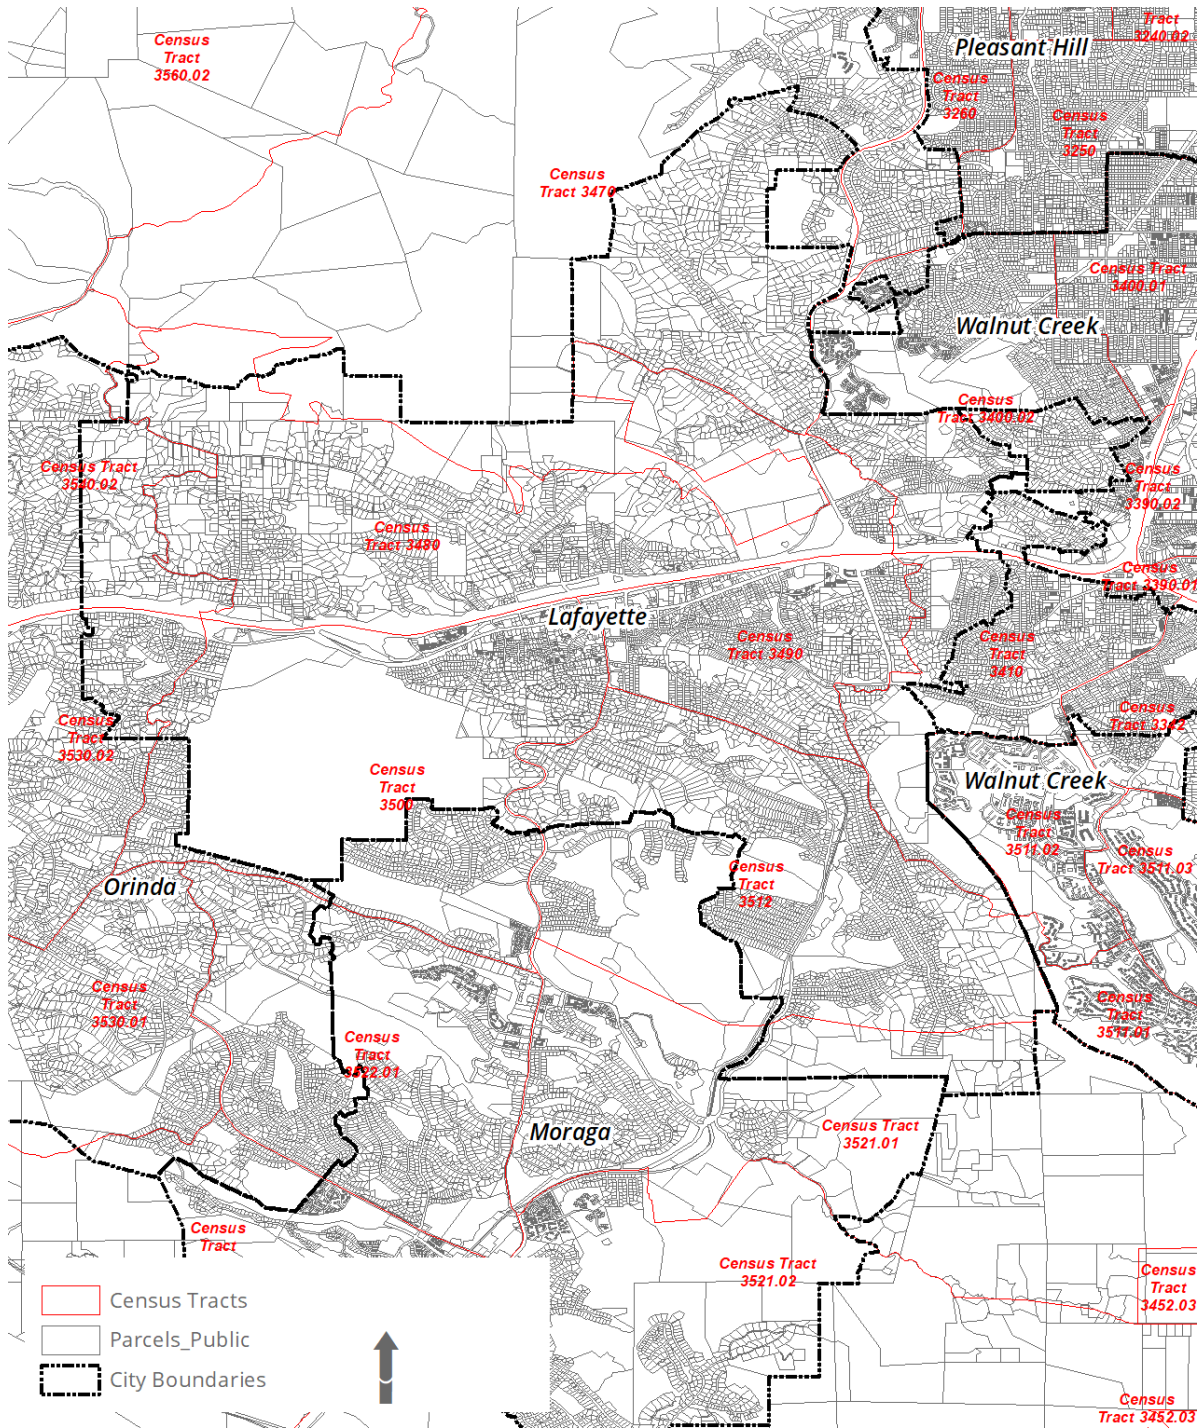 Census
Tract
3560.02
Tract
3240.02
Pleasant Hill
Census
Tract
3260
Census
Tract
3250
Census
Tract 3470
Census Tract
3400.01
Walnut Creek
Census
Tract 3400.02
Census Tract
3540.02
Census
Tract
3390.02
Census
Tract 3480
Census
Tract 3390.01
Lafayette
Census
Tract 3490
Census
Tract
3410
Census
Tract
3530.02
Census
Tract 3342
Census
Tract
3500
Walnut Creek
Census
Tract
3511.02
Census
Tract 3511.03
Census
Tract
3512
Orinda
Census
Tract
3530.01
Census
Tract
3511.01
Census
Tract
3522.01
Moraga
Census Tract
3521.01
Census
Tract
Census Tract
3521.02
Census
Tract
3452.03
Census
Tract 3452.03
Census Tracts
Parcels_Public
City Boundaries